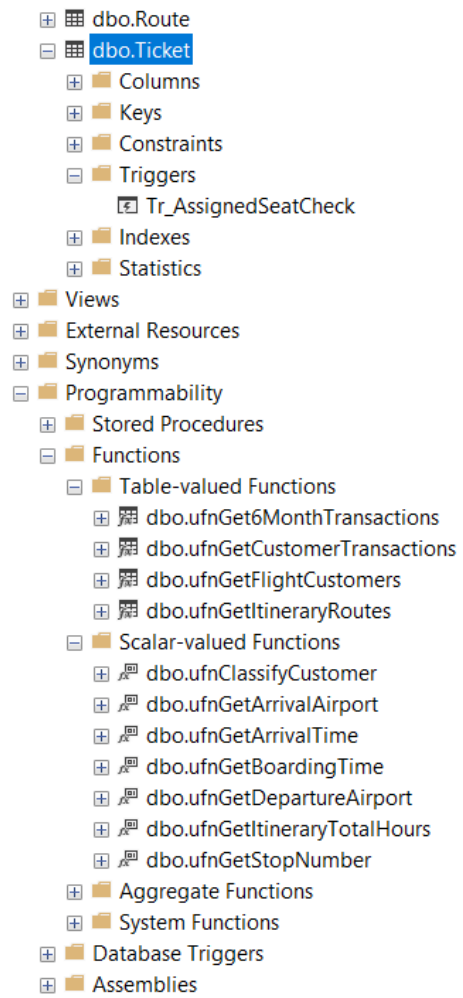 dbo.Route
dbo.Ticket
Columns
Keys
Constraints
Triggers
Tr_AssignedSeatCheck
Indexes
Statistics
Views
External Resources
Synonyms
Programmability
Stored Procedures
Functions
Table-valued Functions
dbo.ufnGet6MonthTransactions
dbo.ufnGetCustomerTransactions
dbo.ufnGetFlightCustomers
dbo.ufnGetItineraryRoutes
Scalar-valued Functions
dbo.ufnClassifyCustomer
dbo.ufnGetArrivalAirport
dbo.ufnGetArrivalTime
dbo.ufnGetBoardingTime
dbo.ufnGetDepartureAirport
dbo.ufnGetItineraryTotalHours
dbo.ufnGetStopNumber
Aggregate Functions
System Functions
Database Triggers
Assemblies